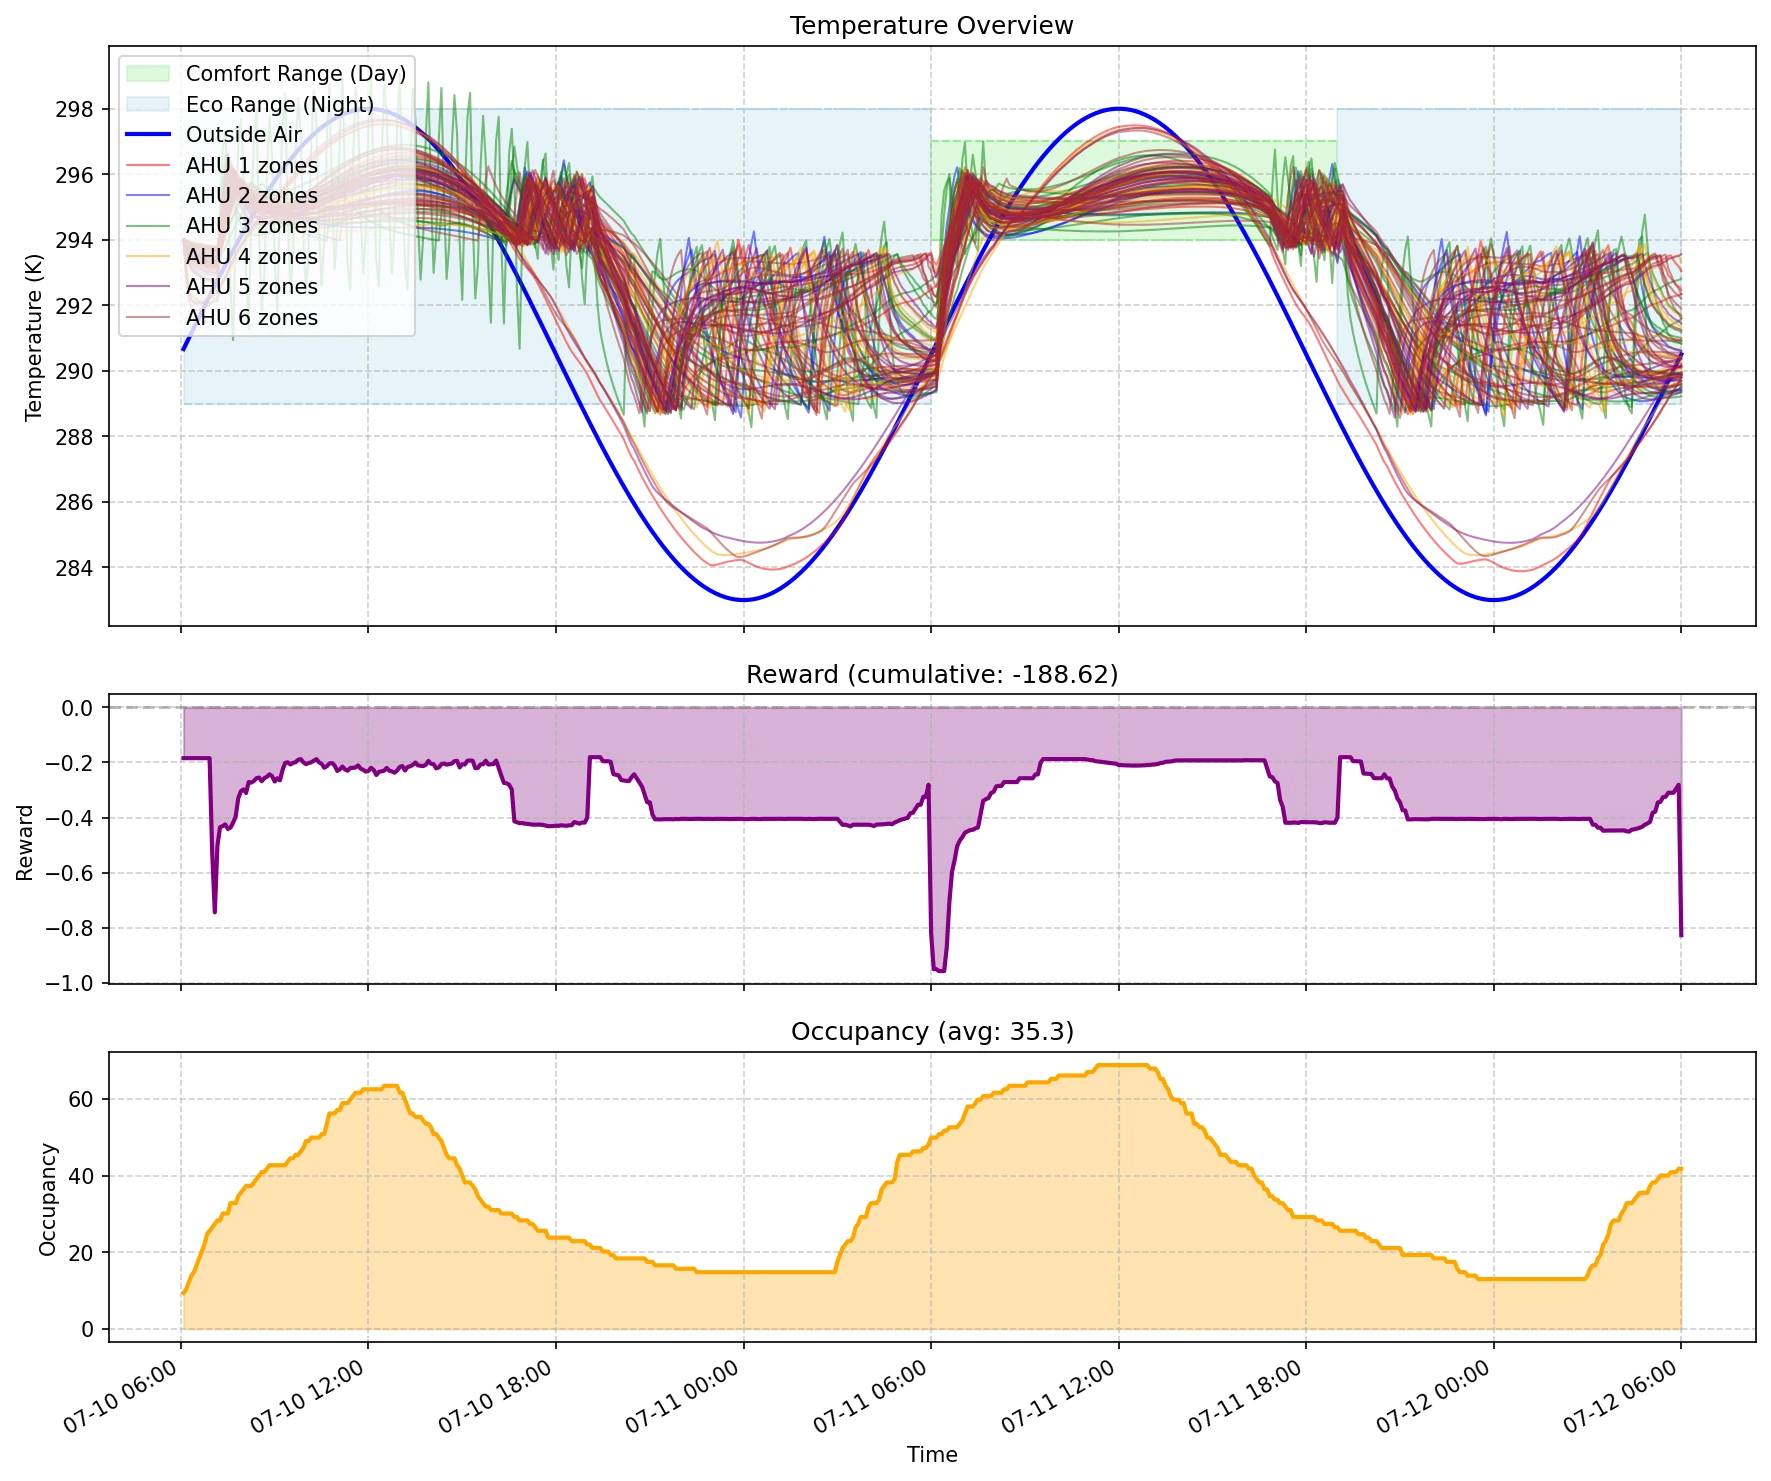 Temperature Overview
Comfort Range (Day)
Eco Range (Night)
Outside Air
AHU 1 zones
AHU 2 zones
AHU 3 zones
AHU 4 zones
AHU 5 zones
AHU 6 zones
Temperature (K)
298
296
294
292
290
288
286
284
Reward (cumulative: -188.62)
Reward
0.0
−0.2
−0.4
−0.6
−0.8
−1.0
Occupancy (avg: 35.3)
Occupancy
60
40
20
0
07-10 06:00
07-10 12:00
07-10 18:00
07-11 00:00
07-11 06:00
07-11 12:00
07-11 18:00
07-12 00:00
07-12 06:00
Time